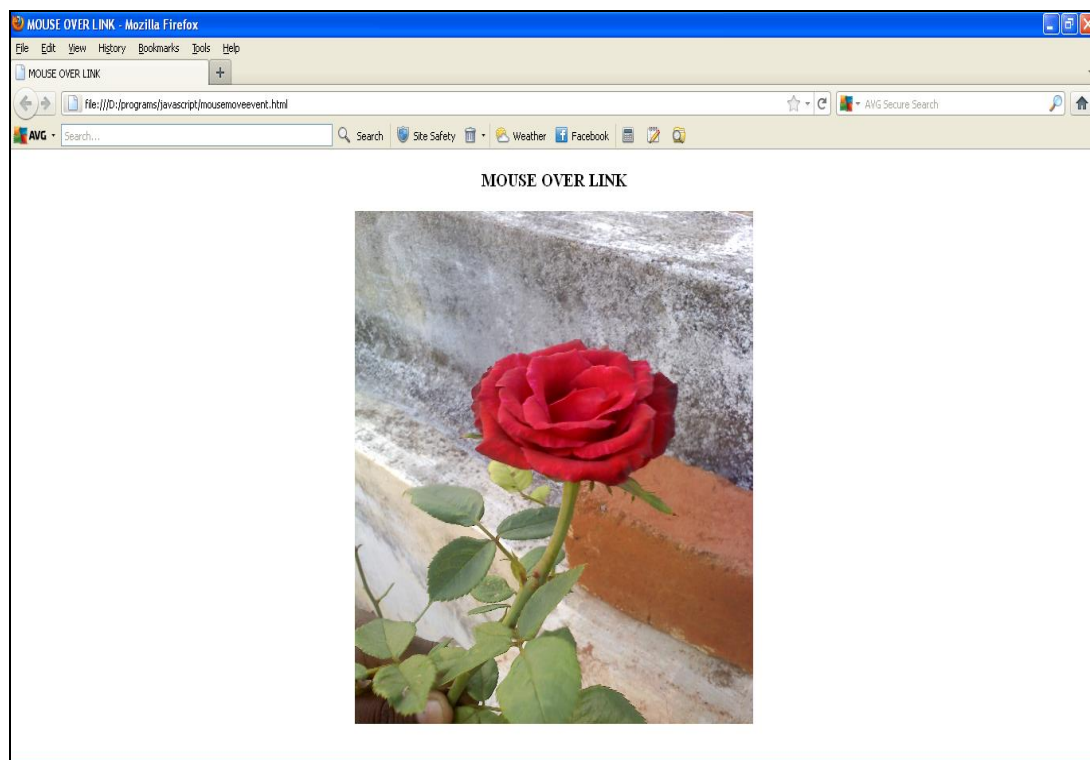 MOUSE OVER LINK - Mozilla Firefox
File Edit View History Bookmarks Tools Help
MOUSE OVER LINK
file:///D:/programs/javascript/mousemoveevent.html
AVG Secure Search
AVG Search... Search Site Safety Weather Facebook
MOUSE OVER LINK